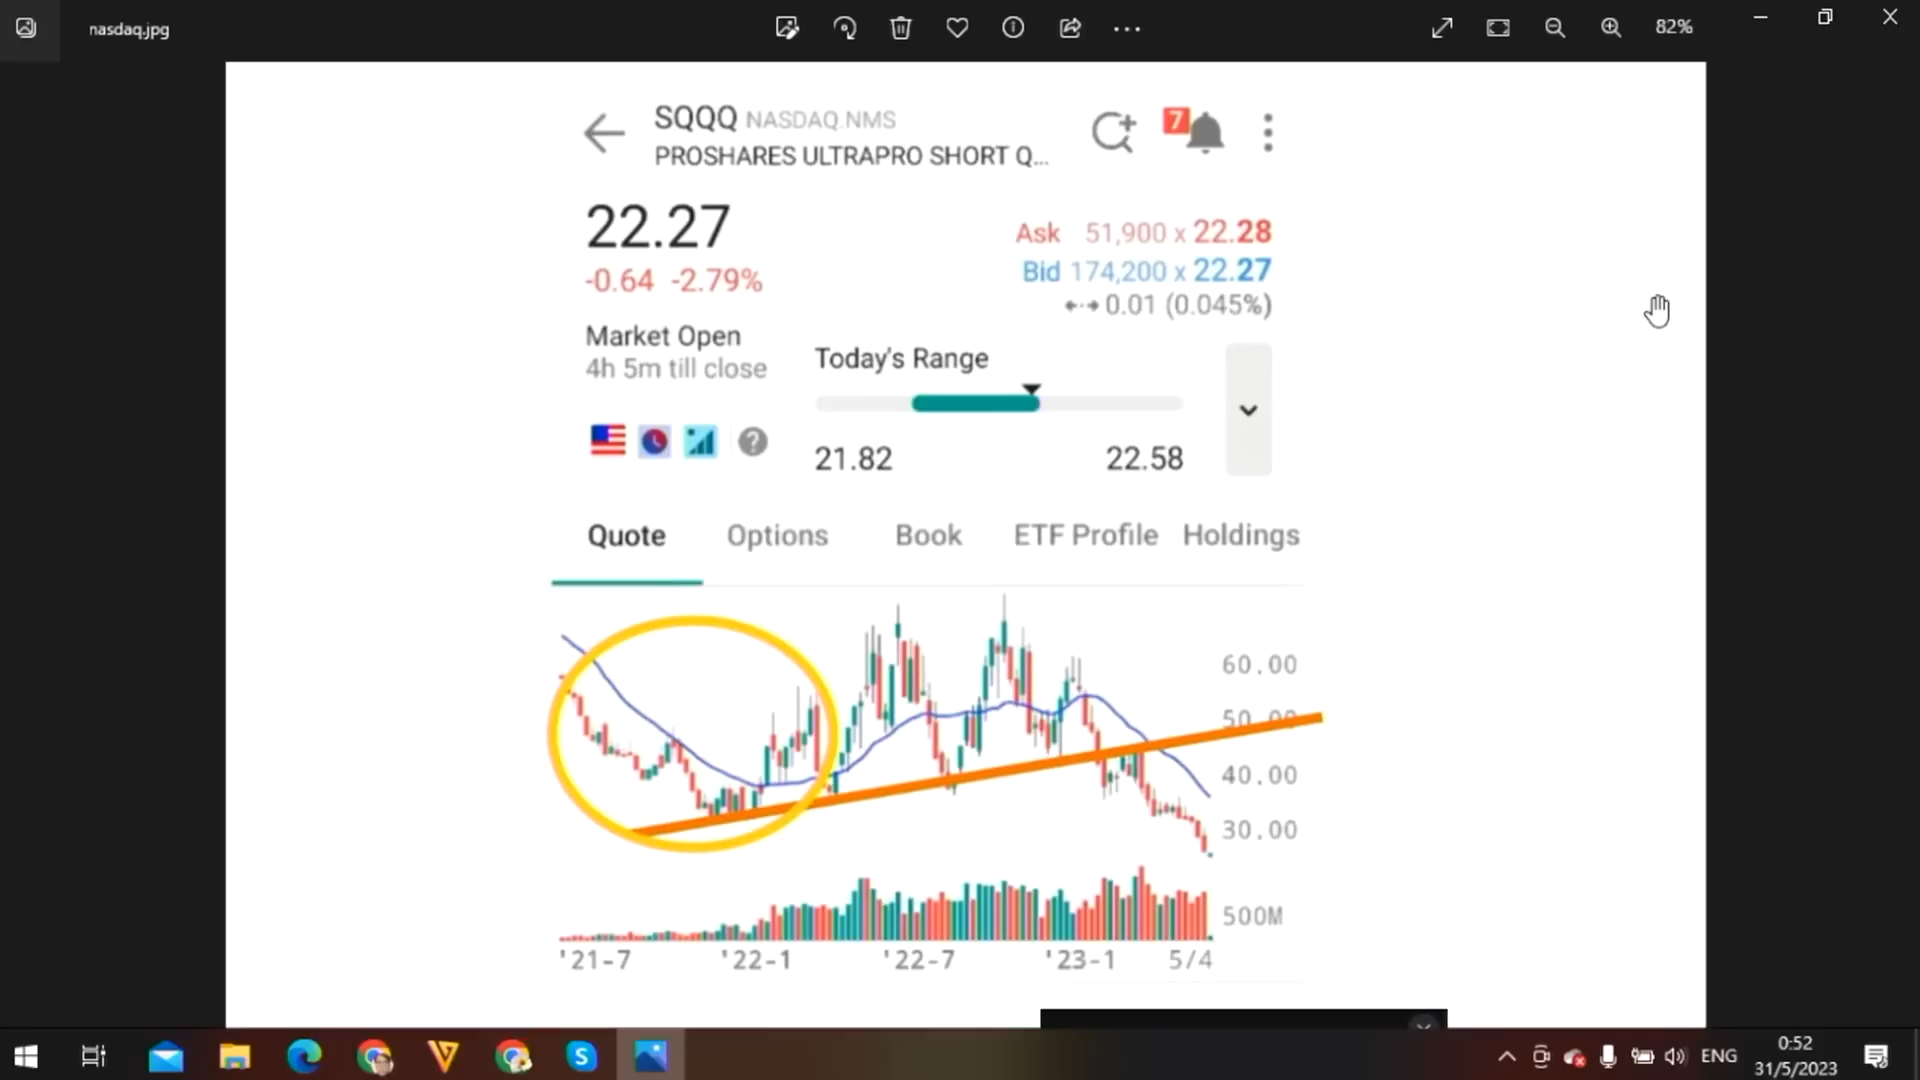 nasdaq.jpg
82%
SQQQ NASDAQ.NMS
PROSHARES ULTRAPRO SHORT Q...
7
22.27
-0.64 -2.79%
Ask 51,900 x 22.28
Bid 174,200 x 22.27
0.01 (0.045%)
Market Open
4h 5m till close
Today's Range
21.82 22.58
Quote Options Book ETF Profile Holdings
60.00
50.00
40.00
30.00
500M
'21-7 '22-1 '22-7 '23-1 5/4
ENG
0:52
31/5/2023